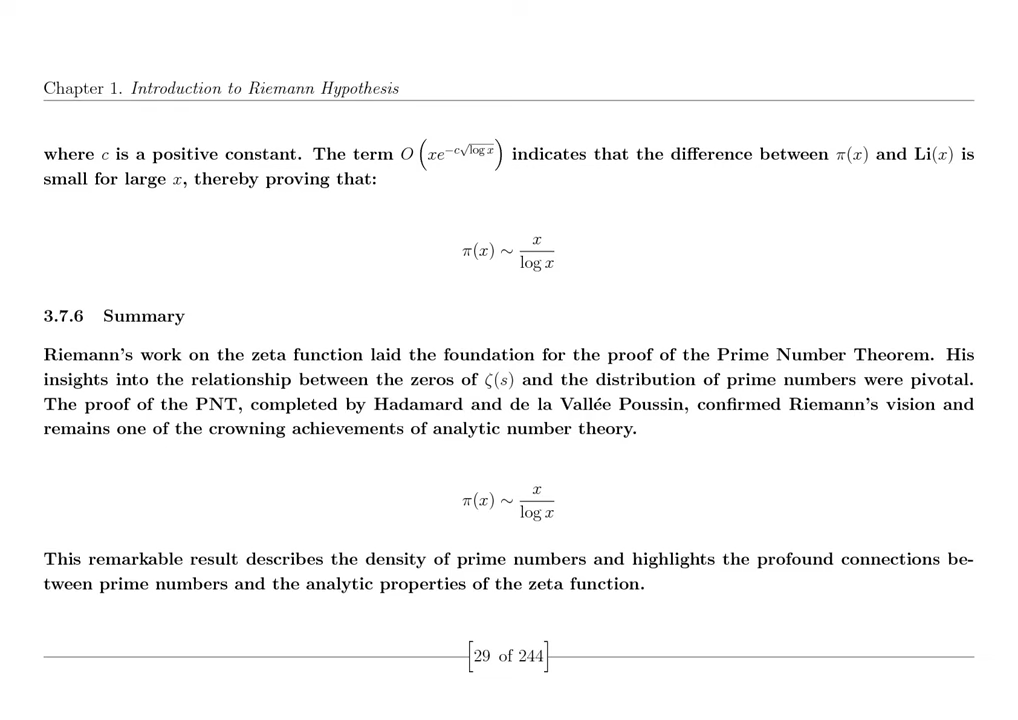 Chapter 1. Introduction to Riemann Hypothesis
where c is a positive constant. The term O(xe^{-c√log x}) indicates that the difference between π(x) and Li(x) is
small for large x, thereby proving that:
π(x) ∼ x / log x
3.7.6 Summary
Riemann's work on the zeta function laid the foundation for the proof of the Prime Number Theorem. His
insights into the relationship between the zeros of ζ(s) and the distribution of prime numbers were pivotal.
The proof of the PNT, completed by Hadamard and de la Vallée Poussin, confirmed Riemann's vision and
remains one of the crowning achievements of analytic number theory.
π(x) ∼ x / log x
This remarkable result describes the density of prime numbers and highlights the profound connections be-
tween prime numbers and the analytic properties of the zeta function.
[29 of 244]